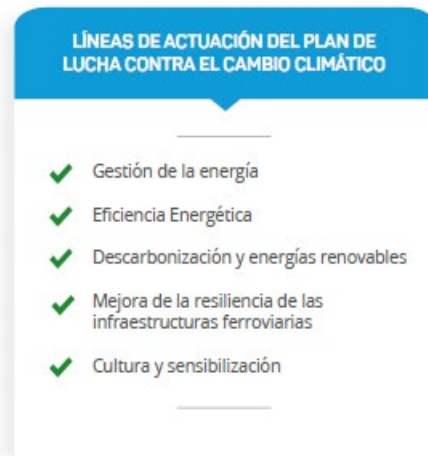 LÍNEAS DE ACTUACIÓN DEL PLAN DE
LUCHA CONTRA EL CAMBIO CLIMÁTICO
Gestión de la energía
Eficiencia Energética
Descarbonización y energías renovables
Mejora de la resiliencia de las
infraestructuras ferroviarias
Cultura y sensibilización